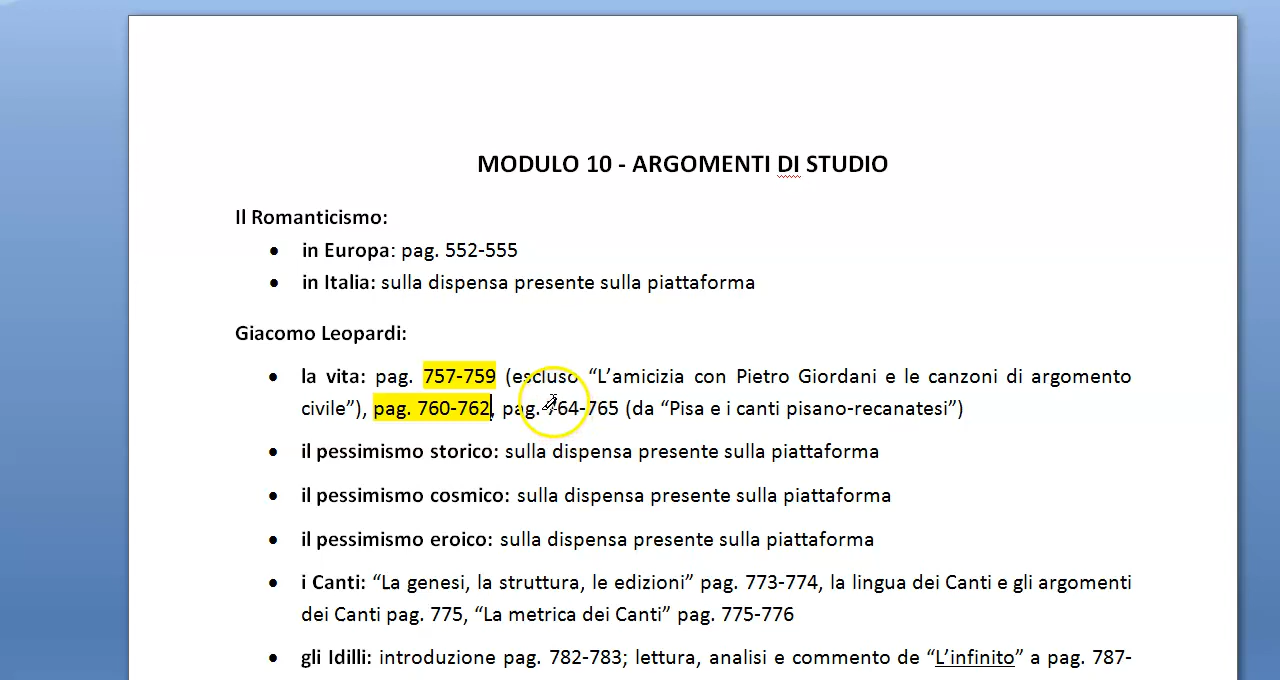 MODULO 10 - ARGOMENTI DI STUDIO
Il Romanticismo:
• in Europa: pag. 552-555
• in Italia: sulla dispensa presente sulla piattaforma
Giacomo Leopardi:
• la vita: pag. 757-759 (escluso “L’amicizia con Pietro Giordani e le canzoni di argomento
civile”), pag. 760-762, pag. 764-765 (da “Pisa e i canti pisano-recanatesi”)
• il pessimismo storico: sulla dispensa presente sulla piattaforma
• il pessimismo cosmico: sulla dispensa presente sulla piattaforma
• il pessimismo eroico: sulla dispensa presente sulla piattaforma
• i Canti: “La genesi, la struttura, le edizioni” pag. 773-774, la lingua dei Canti e gli argomenti
dei Canti pag. 775, “La metrica dei Canti” pag. 775-776
• gli Idilli: introduzione pag. 782-783; lettura, analisi e commento de “L’infinito” a pag. 787-